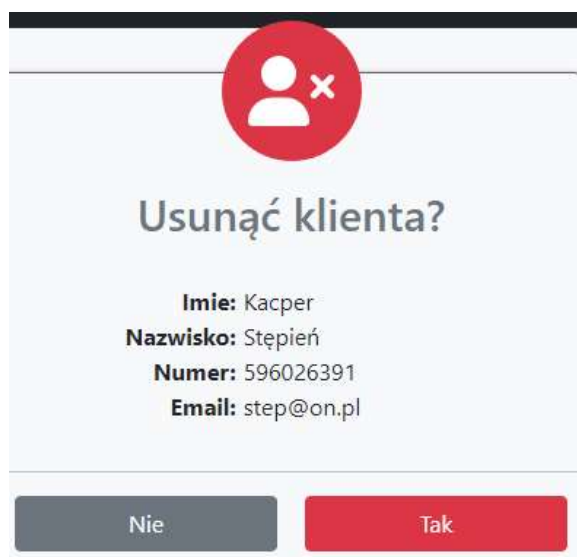 Usunąć klienta?
Imie: Kacper
Nazwisko: Stępień
Numer: 596026391
Email: step@on.pl
Nie
Tak